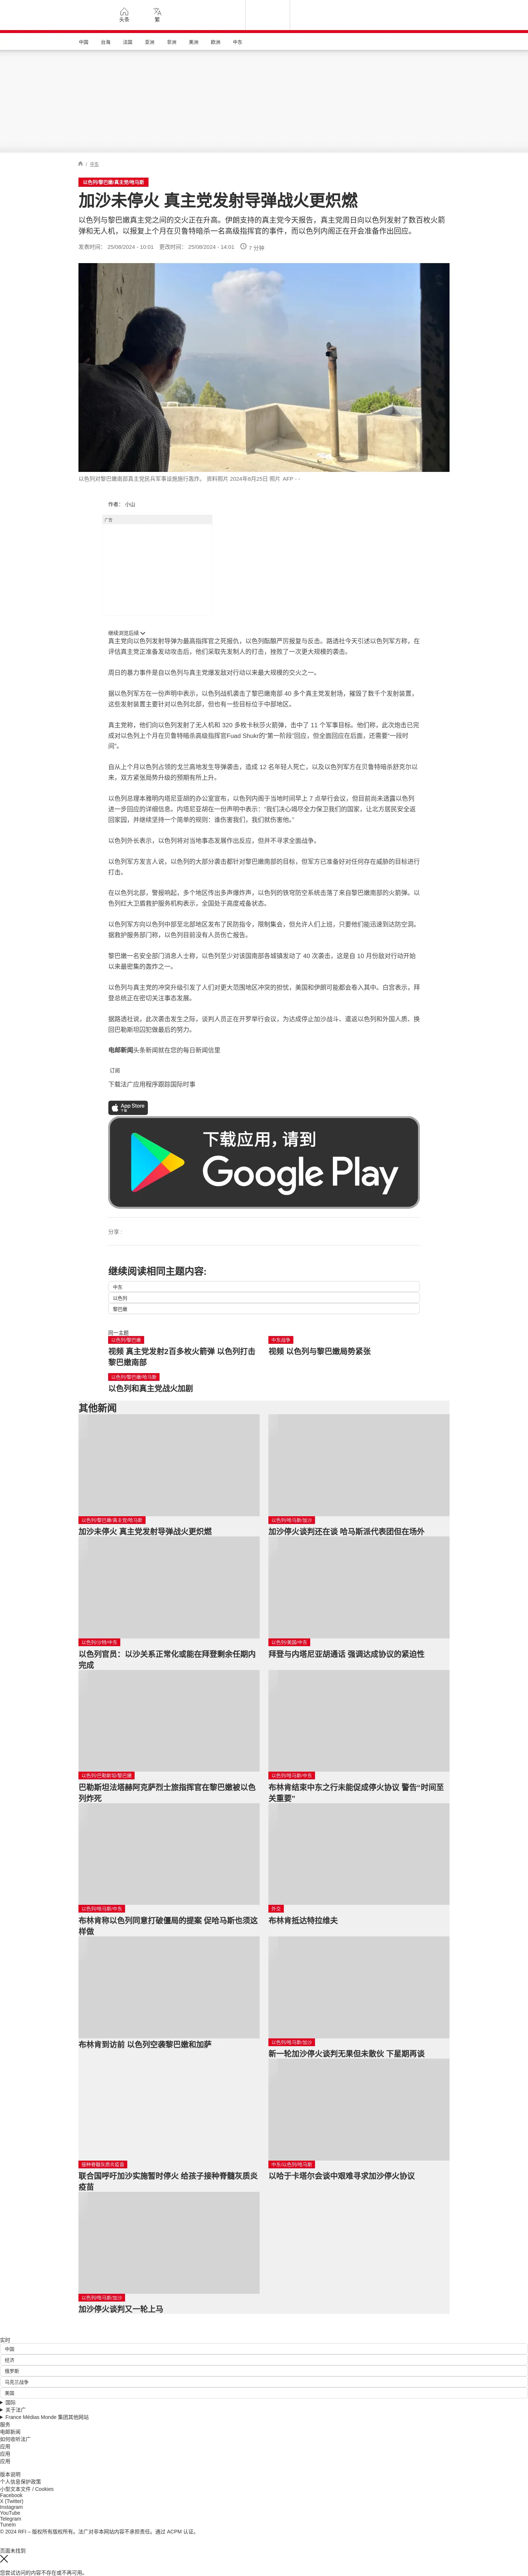 头条
繁
中国
台海
法国
亚洲
非洲
美洲
欧洲
中东
/ 中东
以色列/黎巴嫩/真主党/哈马斯
加沙未停火 真主党发射导弹战火更炽燃
以色列与黎巴嫩真主党之间的交火正在升高。伊朗支持的真主党今天报告，真主党周日向以色列发射了数百枚火箭
弹和无人机，以报复上个月在贝鲁特暗杀一名高级指挥官的事件，而以色列内阁正在开会准备作出回应。
发表时间： 25/08/2024 - 10:01 更改时间： 25/08/2024 - 14:01 7 分钟
以色列对黎巴嫩南部真主党民兵军事设施施行轰炸。 资料照片 2024年8月25日 照片 AFP - -
作者： 小山
广告
继续浏览后续
真主党向以色列发射导弹为最高指挥官之死报仇，以色列酝酿严厉报复与反击。路透社今天引述以色列军方称，在
评估真主党正准备发动攻击后，他们采取先发制人的打击，挫败了一次更大规模的袭击。
周日的暴力事件是自以色列与真主党爆发敌对行动以来最大规模的交火之一。
据以色列军方在一份声明中表示，以色列战机袭击了黎巴嫩南部 40 多个真主党发射场，摧毁了数千个发射装置，
这些发射装置主要针对以色列北部，但也有一些目标位于中部地区。
真主党称，他们向以色列发射了无人机和 320 多枚卡秋莎火箭弹，击中了 11 个军事目标。他们称，此次炮击已完
成对以色列上个月在贝鲁特暗杀高级指挥官Fuad Shukr的“第一阶段”回应，但全面回应在后面，还需要“一段时
间”。
自从上个月以色列占领的戈兰高地发生导弹袭击，造成 12 名年轻人死亡，以及以色列军方在贝鲁特暗杀舒克尔以
来，双方紧张局势升级的预期有所上升。
以色列总理本雅明内塔尼亚胡的办公室宣布，以色列内阁于当地时间早上 7 点举行会议，但目前尚未透露以色列
进一步回应的详细信息。内塔尼亚胡在一份声明中表示：“我们决心竭尽全力保卫我们的国家，让北方居民安全返
回家园，并继续坚持一个简单的规则：谁伤害我们，我们就伤害他。”
以色列外长表示，以色列将对当地事态发展作出反应，但并不寻求全面战争。
以色列军方发言人说，以色列的大部分袭击都针对黎巴嫩南部的目标，但军方已准备好对任何存在威胁的目标进行
打击。
在以色列北部，警报响起，多个地区传出多声爆炸声，以色列的铁穹防空系统击落了来自黎巴嫩南部的火箭弹。以
色列红大卫盾救护服务机构表示，全国处于高度戒备状态。
以色列军方向以色列中部至北部地区发布了民防指令，限制集会，但允许人们上班，只要他们能迅速到达防空洞。
据救护服务部门称，以色列目前没有人员伤亡报告。
黎巴嫩一名安全部门消息人士称，以色列至少对该国南部各城镇发动了 40 次袭击，这是自 10 月份敌对行动开始
以来最密集的轰炸之一。
以色列与真主党的冲突升级引发了人们对更大范围地区冲突的担忧，美国和伊朗可能都会卷入其中。白宫表示，拜
登总统正在密切关注事态发展。
据路透社说，此次袭击发生之际，谈判人员正在开罗举行会议，为达成停止加沙战斗、遣返以色列和外国人质、换
回巴勒斯坦囚犯做最后的努力。
电邮新闻头条新闻就在您的每日新闻信里
订阅
下载法广应用程序跟踪国际时事
App Store
下载应用，请到
Google Play
分享 :
继续阅读相同主题内容:
中东
以色列
黎巴嫩
同一主题
以色列/黎巴嫩
视频 真主党发射2百多枚火箭弹 以色列打击
黎巴嫩南部
中东战争
视频 以色列与黎巴嫩局势紧张
以色列/黎巴嫩/哈马斯
以色列和真主党战火加剧
其他新闻
以色列/黎巴嫩/真主党/哈马斯
加沙未停火 真主党发射导弹战火更炽燃
以色列/哈马斯/加沙
加沙停火谈判还在谈 哈马斯派代表团但在场外
以色列/沙特/中东
以色列官员：以沙关系正常化或能在拜登剩余任期内
完成
以色列/美国/中东
拜登与内塔尼亚胡通话 强调达成协议的紧迫性
以色列/巴勒斯坦/黎巴嫩
巴勒斯坦法塔赫阿克萨烈士旅指挥官在黎巴嫩被以色
列炸死
以色列/哈马斯/中东
布林肯结束中东之行未能促成停火协议 警告“时间至
关重要”
以色列/哈马斯/中东
布林肯称以色列同意打破僵局的提案 促哈马斯也须这
样做
外交
布林肯抵达特拉维夫
布林肯到访前 以色列空袭黎巴嫩和加萨
以色列/哈马斯/加沙
新一轮加沙停火谈判无果但未散伙 下星期再谈
接种脊髓灰质炎疫苗
联合国呼吁加沙实施暂时停火 给孩子接种脊髓灰质炎
疫苗
中东/以色列/哈马斯
以哈于卡塔尔会谈中艰难寻求加沙停火协议
以色列/哈马斯/加沙
加沙停火谈判又一轮上马
实时
中国
经济
俄罗斯
乌克兰战争
美国
国际
关于法广
France Médias Monde 集团其他网站
服务
电邮新闻
如何收听法广
应用
应用
应用
版本说明
个人信息保护政策
小型文本文件 / Cookies
Facebook
X (Twitter)
Instagram
YouTube
Telegram
TuneIn
© 2024 RFI – 版权所有版权所有。法广对非本网站内容不承担责任。通过 ACPM 认证。
页面未找到
您尝试访问的内容不存在或不再可用。